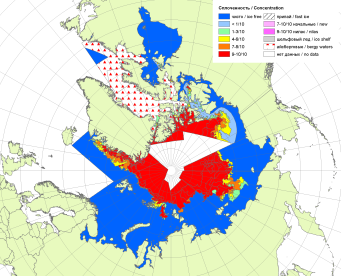 Сплоченность / Concentration
чисто / ice free
< 1/10
1-3/10
4-6/10
7-8/10
9-10/10
припай / fast ice
7-10/10 начальные / new
9-10/10 нилас / nilas
шельфовый лед / ice shelf
айсберговые / bergy waters
нет данных / no data